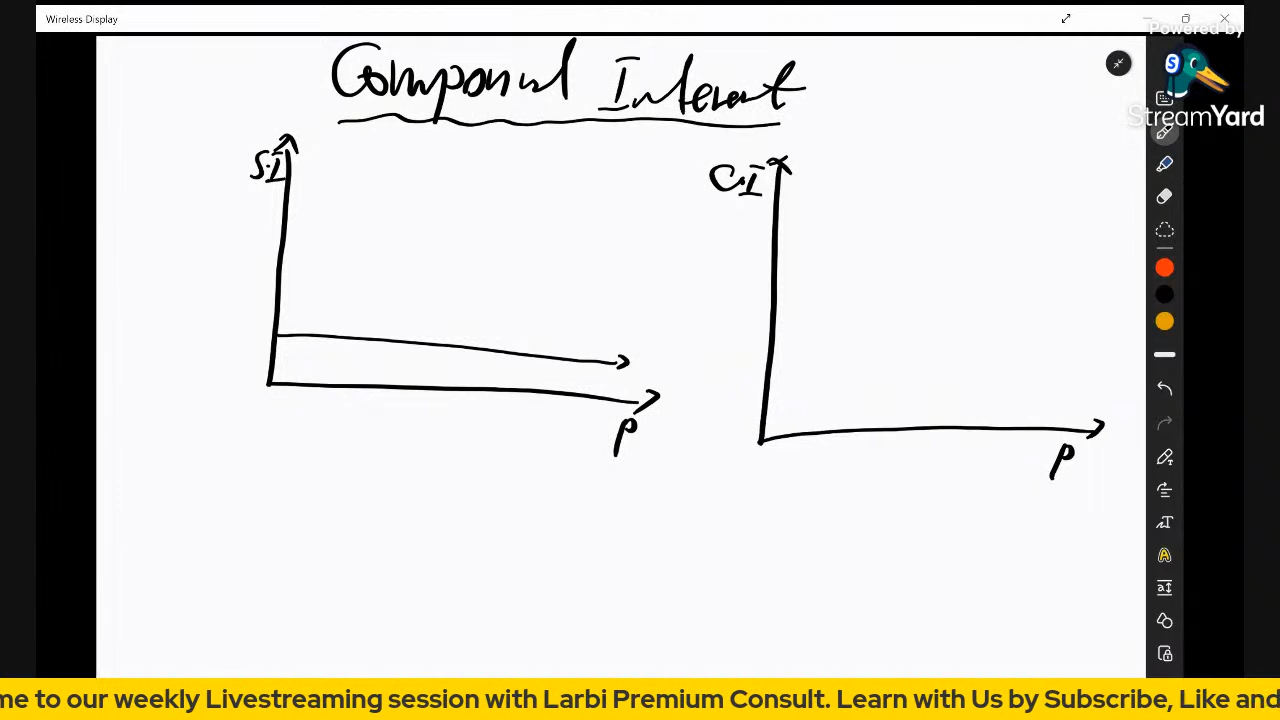 Wireless Display
Powered by
StreamYard
Compound Interest
S.I
C.I
P
P
me to our weekly Livestreaming session with Larbi Premium Consult. Learn with Us by Subscribe, Like and